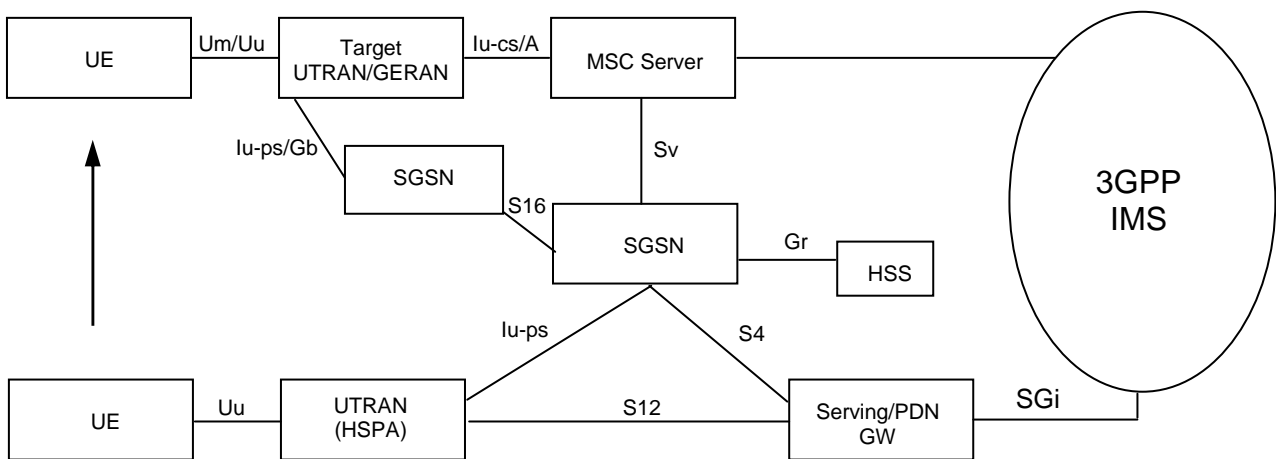 UE
Um/Uu
Target
UTRAN/GERAN
Iu-cs/A
MSC Server
Iu-ps/Gb
Sv
SGSN
S16
3GPP
IMS
SGSN
Gr
HSS
Iu-ps
S4
UE
Uu
UTRAN
(HSPA)
S12
Serving/PDN
GW
SGi